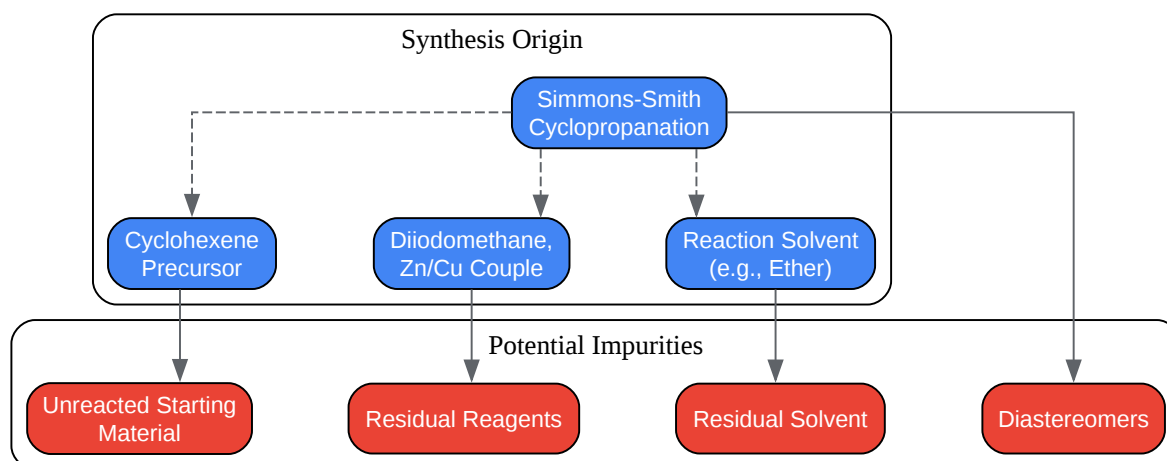 Synthesis Origin
Simmons-Smith
Cyclopropanation
Cyclohexene
Precursor
Diiodomethane,
Zn/Cu Couple
Reaction Solvent
(e.g., Ether)
Potential Impurities
Unreacted Starting
Material
Residual Reagents
Residual Solvent
Diastereomers